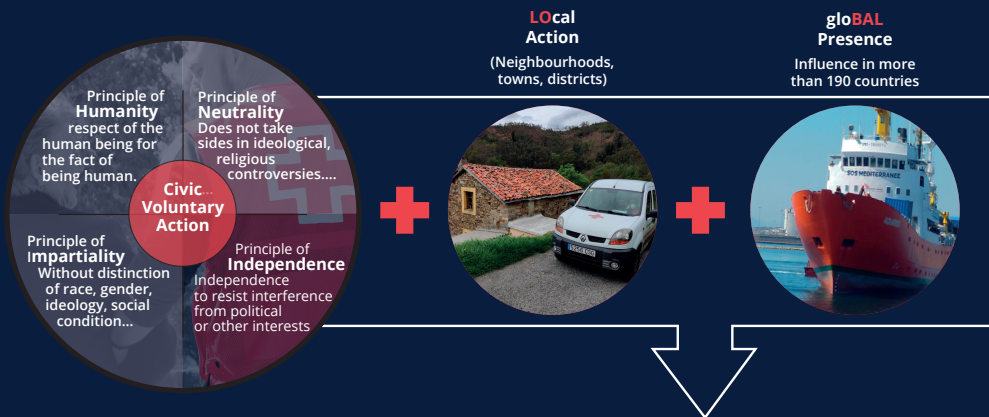 LOcal
Action
(Neighbourhoods,
towns, districts)
gloBAL
Presence
Influence in more
than 190 countries
Principle of
Humanity
respect of the
human being for
the fact of
being human.
Principle of
Neutrality
Does not take
sides in ideological,
religious
controversies....
Civic...
Voluntary
Action
Principle of
Impartiality
Without distinction
of race, gender,
ideology, social
condition...
Principle of
Independence
Independence
to resist interference
from political
or other interests
SOS MEDITERRANEE